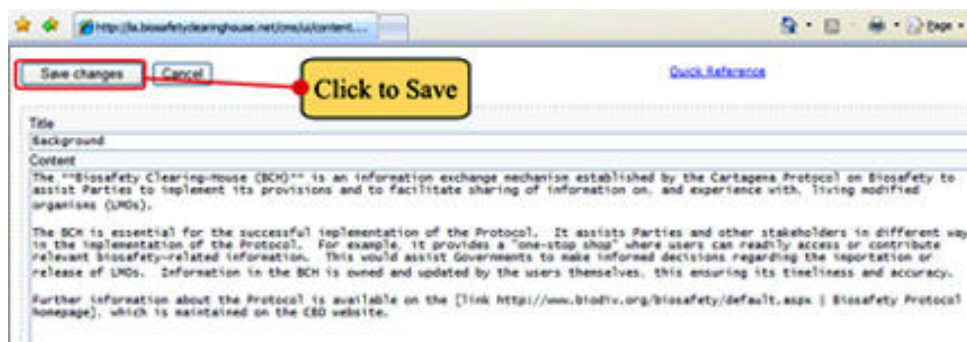 http://la.biosafetyclearinghouse.net/cms/ui/content....
Page
Save changes
Cancel
Click to Save
Quick Reference
Title
Background
Content
The ""Biosafety Clearing-House (BCH)"" is an information exchange mechanism established by the Cartagena Protocol on Biosafety to
assist Parties to implement its provisions and to facilitate sharing of information on, and experience with, living modified
organisms (LMOs).
The BCH is essential for the successful implementation of the Protocol. It assists Parties and other stakeholders in different way
in the implementation of the Protocol. For example, it provides a "one-stop shop" where users can readily access or contribute
relevant biosafety-related information. This would assist Governments to make informed decisions regarding the importation or
release of LMOs. Information in the BCH is owned and updated by the users themselves, this ensuring its timeliness and accuracy.
Further information about the Protocol is available on the [link http://www.biodiv.org/biosafety/default.aspx | Biosafety Protocol
homepage], which is maintained on the CBD website.